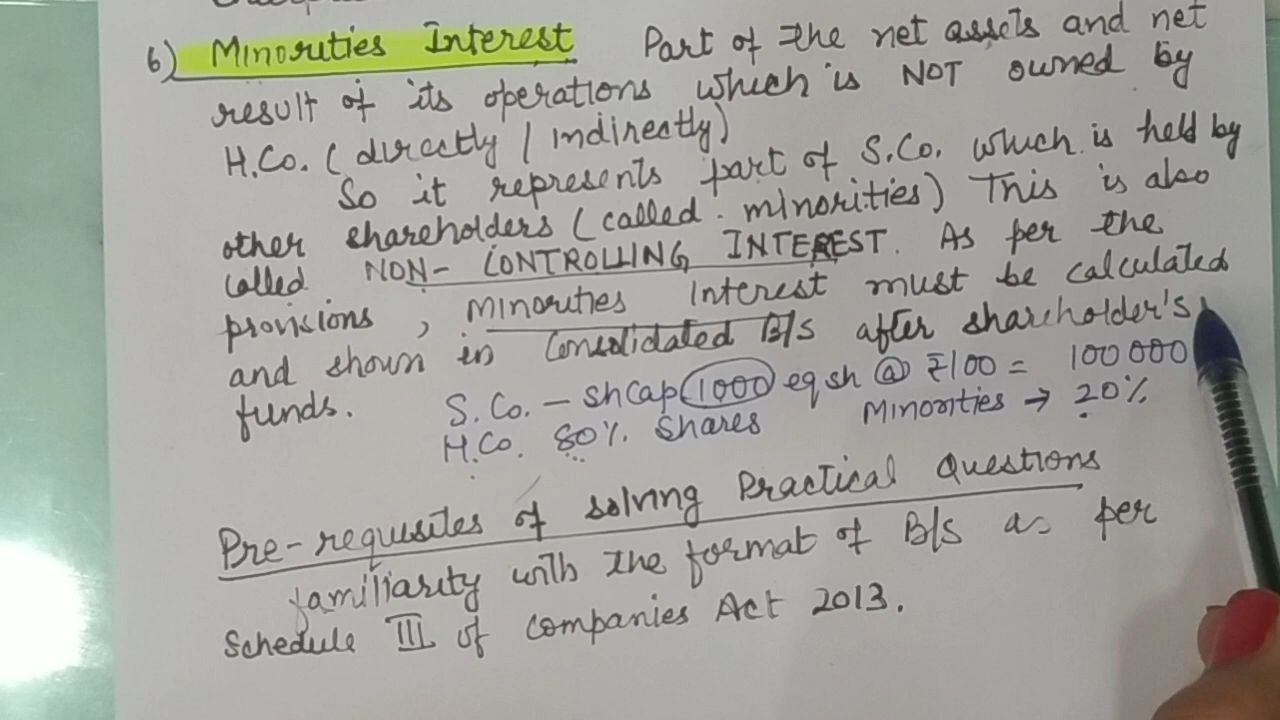 6) Minorities Interest Part of the net assets and net
result of its operations which is NOT owned by
H.Co. (directly / indirectly)
So it represents part of S.Co. which is held by
other shareholders (called minorities) This is also
called NON-CONTROLLING INTEREST. As per the
provisions, Minorities Interest must be calculated
and shown in Consolidated B/S after shareholder's
funds.
S.Co. - sh cap 1000 eq sh @ ₹100 = 100000
H.Co. 80% shares Minorities → 20%
Pre-requisites of solving Practical Questions
familiarity with the format of B/S as per
Schedule III of Companies Act 2013.